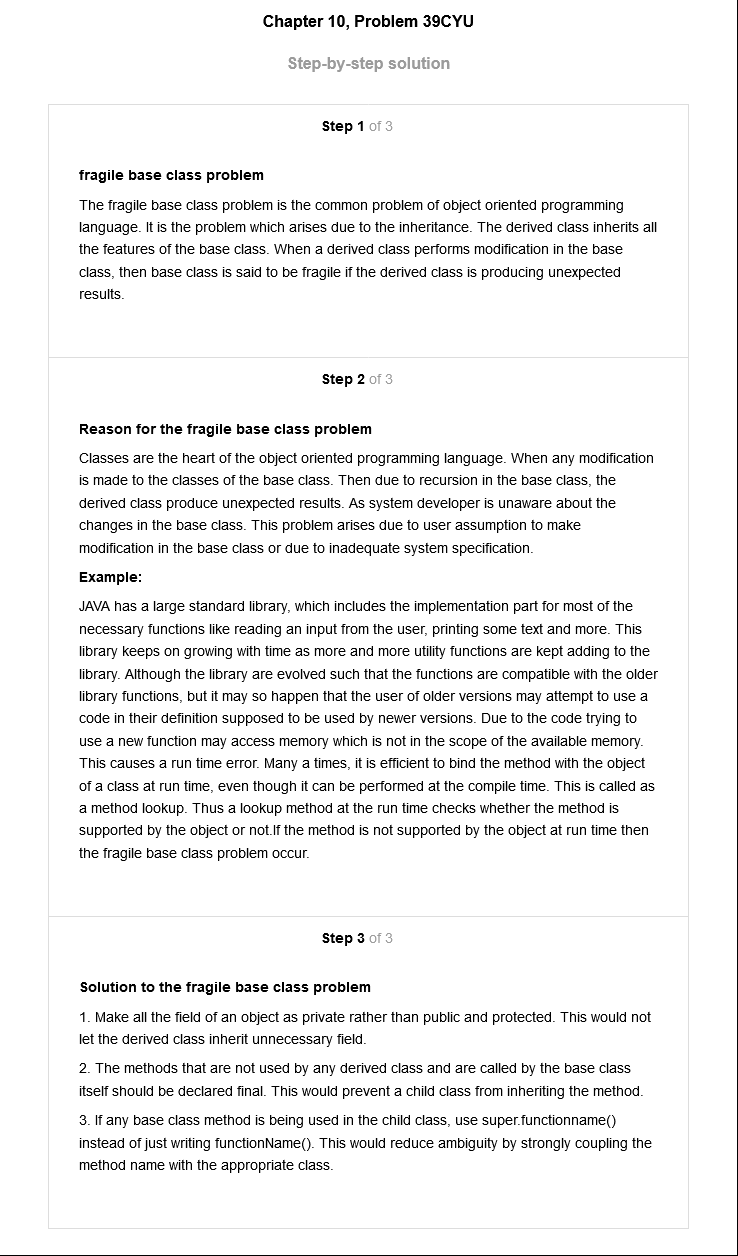 Chapter 10, Problem 39CYU
Step-by-step solution
Step 1 of 3
fragile base class problem
The fragile base class problem is the common problem of object oriented programming
language. It is the problem which arises due to the inheritance. The derived class inherits all
the features of the base class. When a derived class performs modification in the base
class, then base class is said to be fragile if the derived class is producing unexpected
results.
Step 2 of 3
Reason for the fragile base class problem
Classes are the heart of the object oriented programming language. When any modification
is made to the classes of the base class. Then due to recursion in the base class, the
derived class produce unexpected results. As system developer is unaware about the
changes in the base class. This problem arises due to user assumption to make
modification in the base class or due to inadequate system specification.
Example:
JAVA has a large standard library, which includes the implementation part for most of the
necessary functions like reading an input from the user, printing some text and more. This
library keeps on growing with time as more and more utility functions are kept adding to the
library. Although the library are evolved such that the functions are compatible with the older
library functions, but it may so happen that the user of older versions may attempt to use a
code in their definition supposed to be used by newer versions. Due to the code trying to
use a new function may access memory which is not in the scope of the available memory.
This causes a run time error. Many a times, it is efficient to bind the method with the object
of a class at run time, even though it can be performed at the compile time. This is called as
a method lookup. Thus a lookup method at the run time checks whether the method is
supported by the object or not.If the method is not supported by the object at run time then
the fragile base class problem occur.
Step 3 of 3
Solution to the fragile base class problem
1. Make all the field of an object as private rather than public and protected. This would not
let the derived class inherit unnecessary field.
2. The methods that are not used by any derived class and are called by the base class
itself should be declared final. This would prevent a child class from inheriting the method.
3. If any base class method is being used in the child class, use super.functionname()
instead of just writing functionName(). This would reduce ambiguity by strongly coupling the
method name with the appropriate class.